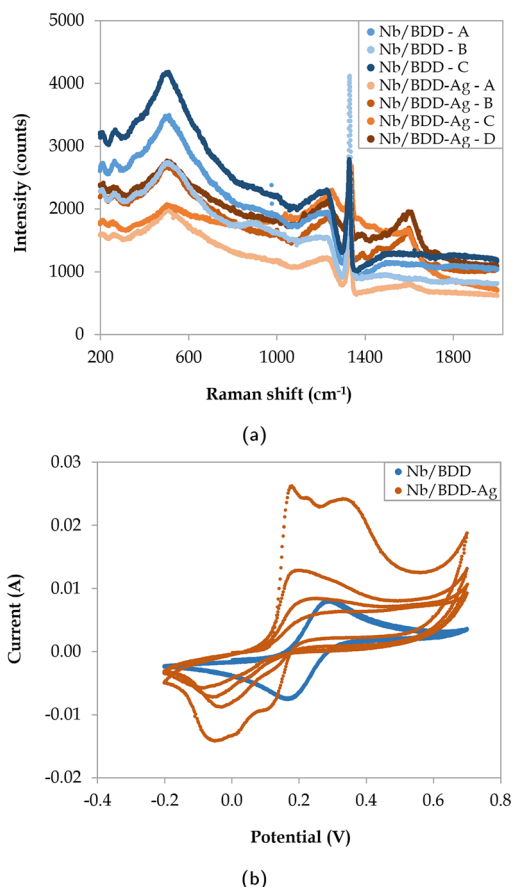 5000
4000
3000
2000
1000
0
Intensity (counts)
Nb/BDD - A
Nb/BDD - B
Nb/BDD - C
Nb/BDD-Ag - A
Nb/BDD-Ag - B
Nb/BDD-Ag - C
Nb/BDD-Ag - D
200 600 1000 1400 1800
Raman shift (cm-1)
(a)
0.03
0.02
0.01
0.00
-0.01
-0.02
Current (A)
Nb/BDD
Nb/BDD-Ag
-0.4 -0.2 0.0 0.2 0.4 0.6 0.8
Potential (V)
(b)